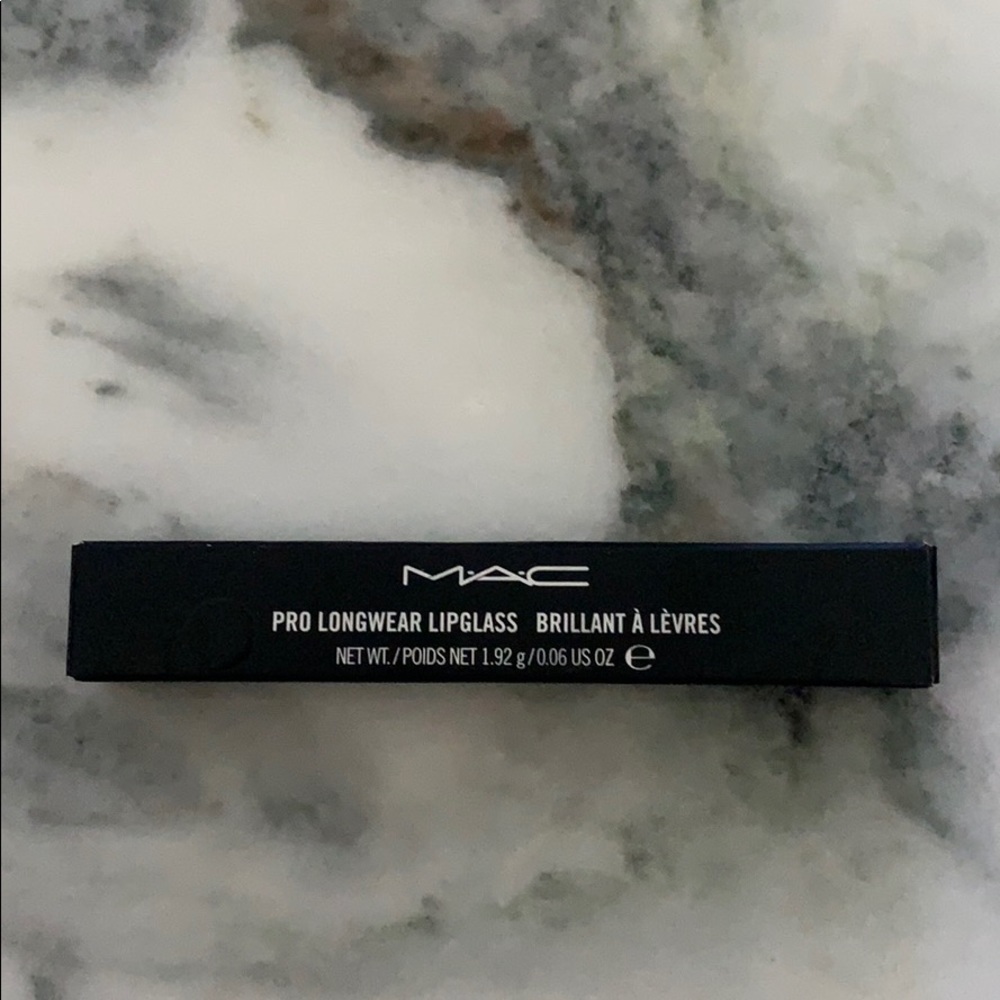 M·A·C
PRO LONGWEAR LIPGLASS BRILLANT À LÈVRES
NET WT./POIDS NET 1.92 g/0.06 US OZ ℮